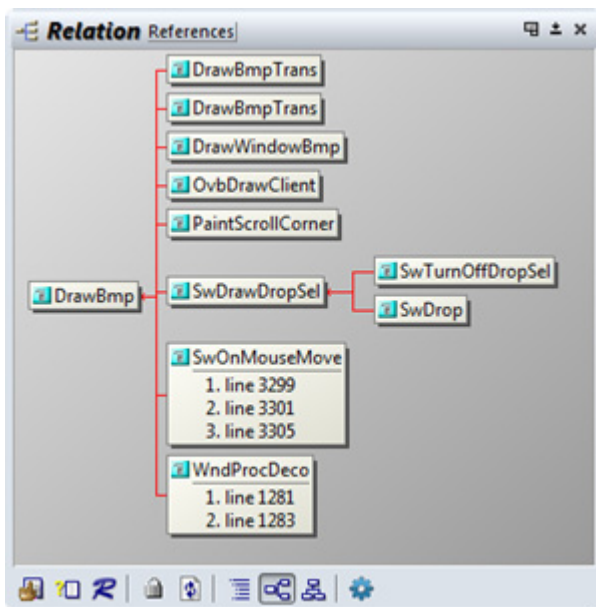 Relation References
DrawBmpTrans
DrawBmpTrans
DrawWindowBmp
OvbDrawClient
PaintScrollCorner
SwTurnOffDropSel
DrawBmp
SwDrawDropSel
SwDrop
SwOnMouseMove
1. line 3299
2. line 3301
3. line 3305
WndProcDeco
1. line 1281
2. line 1283